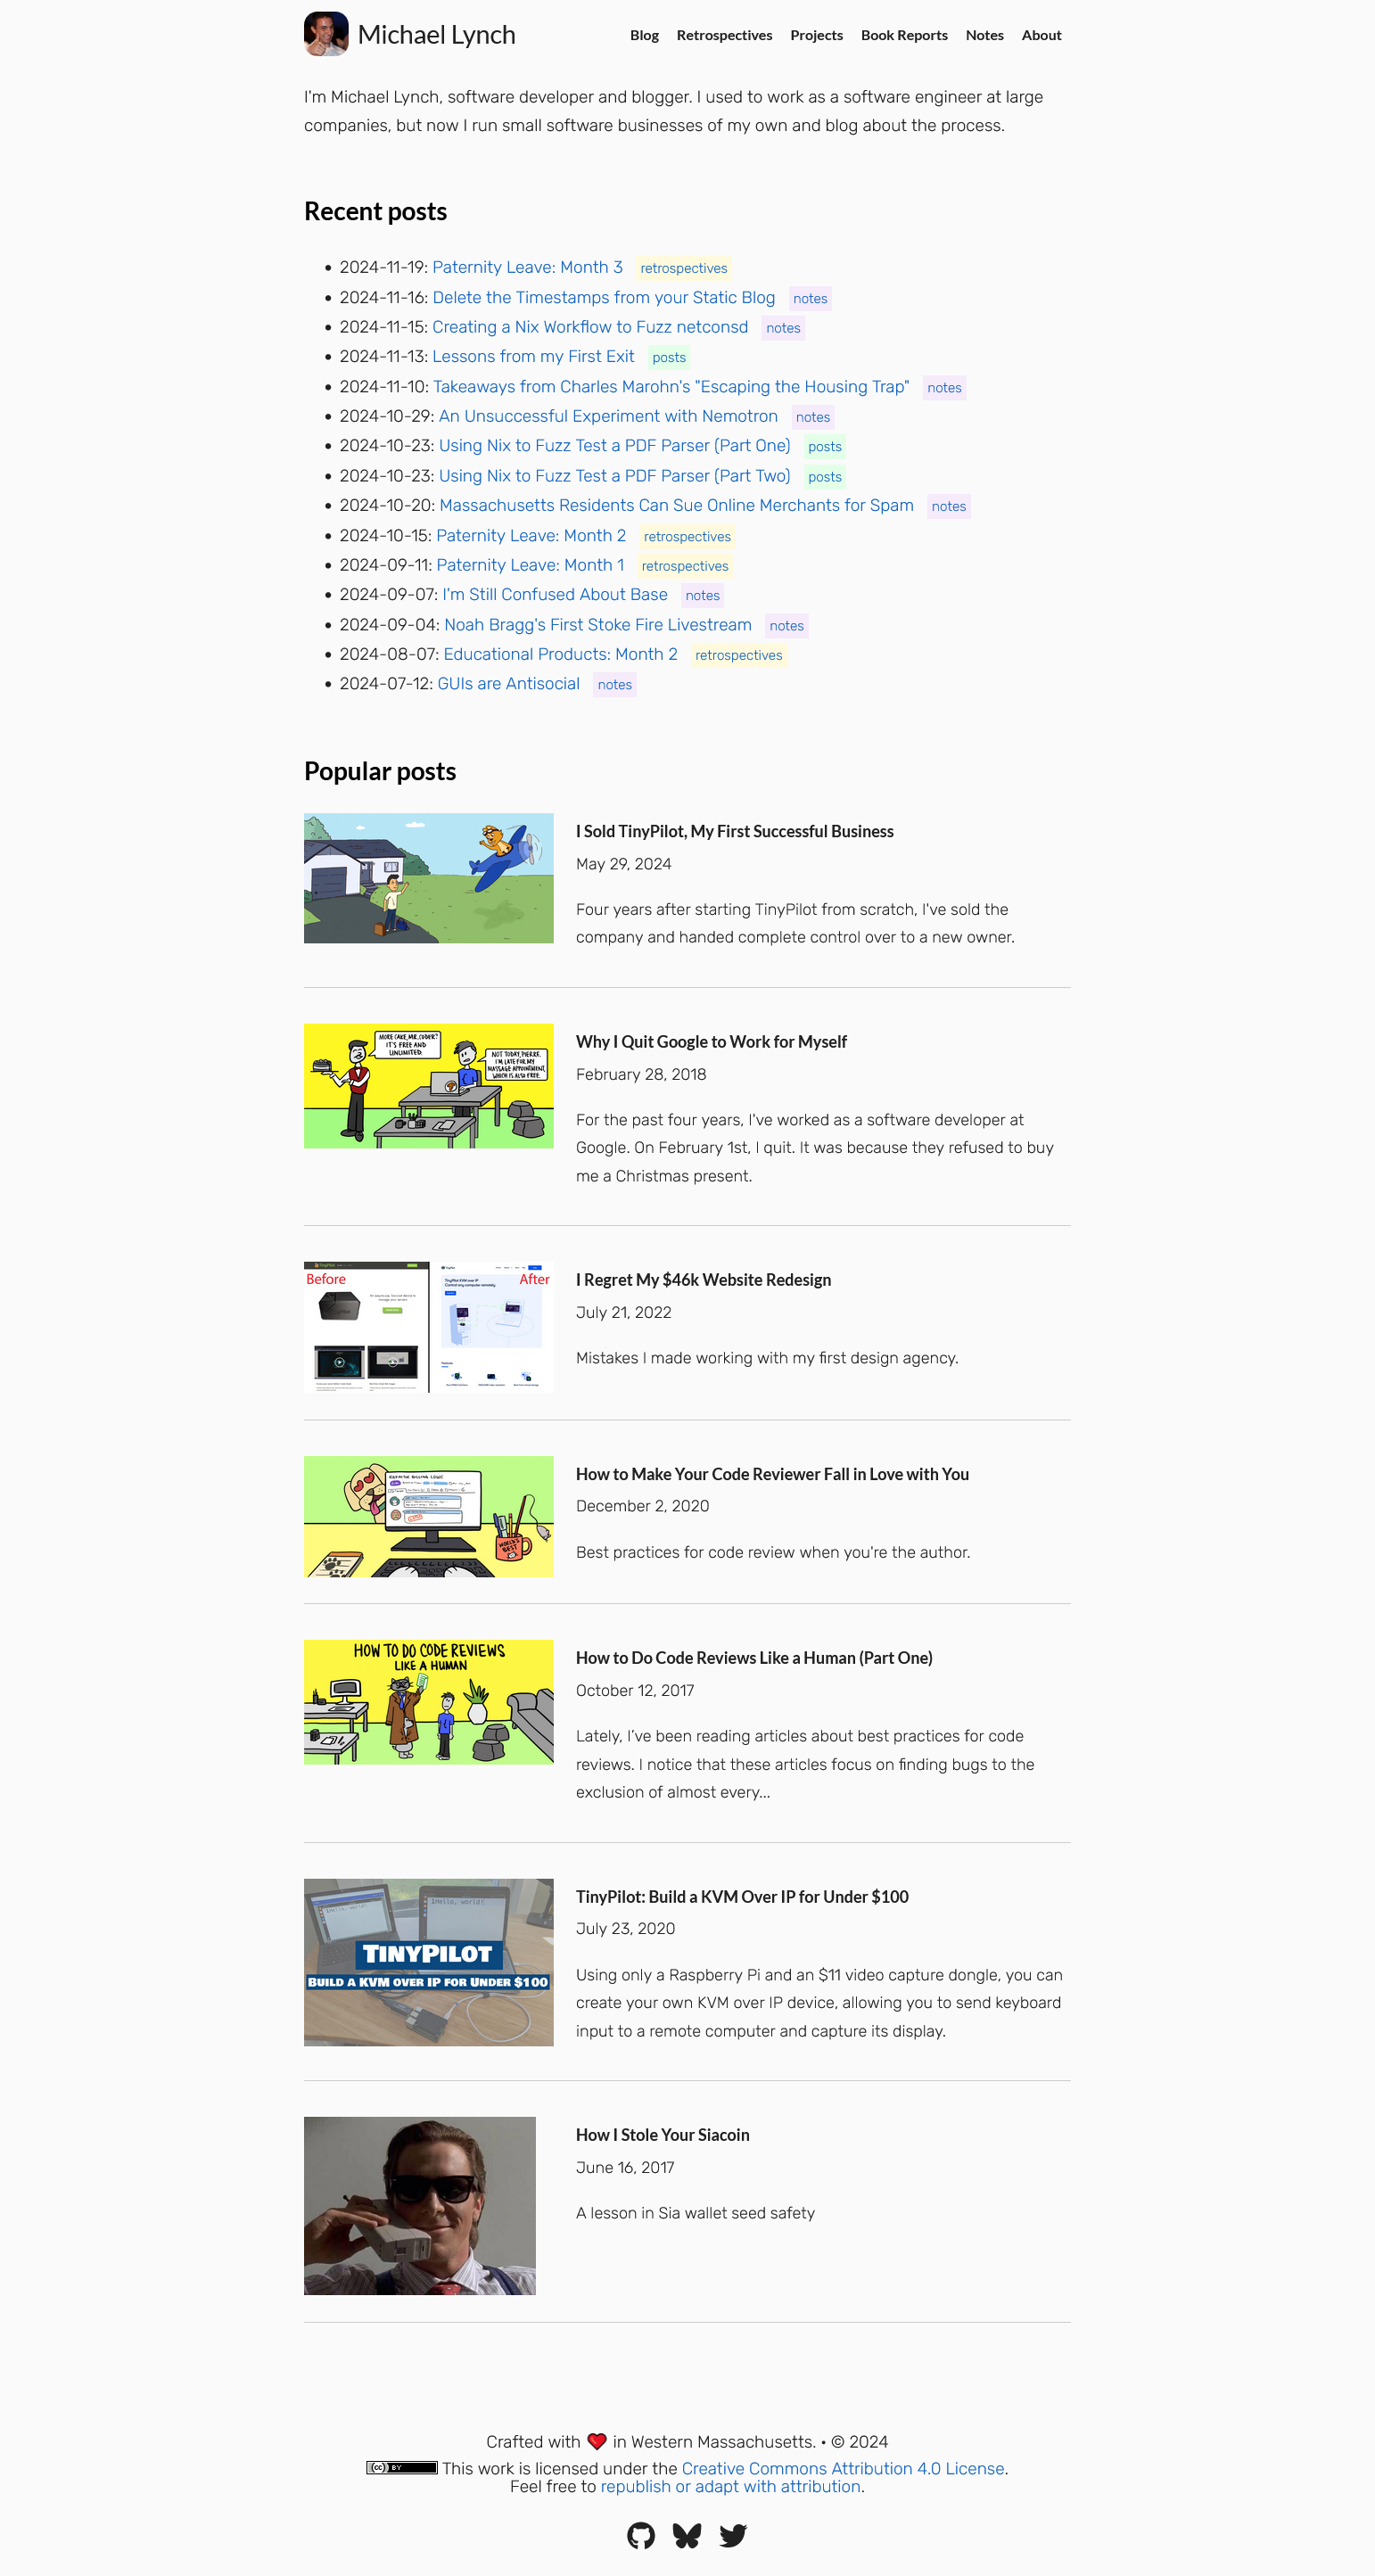 Michael Lynch
Blog Retrospectives Projects Book Reports Notes About
I'm Michael Lynch, software developer and blogger. I used to work as a software engineer at large
companies, but now I run small software businesses of my own and blog about the process.
Recent posts
2024-11-19: Paternity Leave: Month 3 retrospectives
2024-11-16: Delete the Timestamps from your Static Blog notes
2024-11-15: Creating a Nix Workflow to Fuzz netconsd notes
2024-11-13: Lessons from my First Exit posts
2024-11-10: Takeaways from Charles Marohn's "Escaping the Housing Trap" notes
2024-10-29: An Unsuccessful Experiment with Nemotron notes
2024-10-23: Using Nix to Fuzz Test a PDF Parser (Part One) posts
2024-10-23: Using Nix to Fuzz Test a PDF Parser (Part Two) posts
2024-10-20: Massachusetts Residents Can Sue Online Merchants for Spam notes
2024-10-15: Paternity Leave: Month 2 retrospectives
2024-09-11: Paternity Leave: Month 1 retrospectives
2024-09-07: I'm Still Confused About Base notes
2024-09-04: Noah Bragg's First Stoke Fire Livestream notes
2024-08-07: Educational Products: Month 2 retrospectives
2024-07-12: GUIs are Antisocial notes
Popular posts
I Sold TinyPilot, My First Successful Business
May 29, 2024
Four years after starting TinyPilot from scratch, I've sold the
company and handed complete control over to a new owner.
MORE CAKE, MR. CODER?
IT'S FREE AND
UNLIMITED.
NOT TODAY, PIERRE.
I'M LATE FOR MY
MASSAGE APPOINTMENT,
WHICH IS ALSO FREE.
Why I Quit Google to Work for Myself
February 28, 2018
For the past four years, I've worked as a software developer at
Google. On February 1st, I quit. It was because they refused to buy
me a Christmas present.
Before
After
TinyPilot KVM over IP
Control any computer remotely
I Regret My $46k Website Redesign
July 21, 2022
Mistakes I made working with my first design agency.
WORLD'S
BEST
How to Make Your Code Reviewer Fall in Love with You
December 2, 2020
Best practices for code review when you're the author.
HOW TO DO CODE REVIEWS
LIKE A HUMAN
How to Do Code Reviews Like a Human (Part One)
October 12, 2017
Lately, I've been reading articles about best practices for code
reviews. I notice that these articles focus on finding bugs to the
exclusion of almost every...
1Hello, world!
TINYPILOT
BUILD A KVM OVER IP FOR UNDER $100
TinyPilot: Build a KVM Over IP for Under $100
July 23, 2020
Using only a Raspberry Pi and an $11 video capture dongle, you can
create your own KVM over IP device, allowing you to send keyboard
input to a remote computer and capture its display.
How I Stole Your Siacoin
June 16, 2017
A lesson in Sia wallet seed safety
Crafted with ❤️ in Western Massachusetts. • © 2024
cc BY This work is licensed under the Creative Commons Attribution 4.0 License.
Feel free to republish or adapt with attribution.